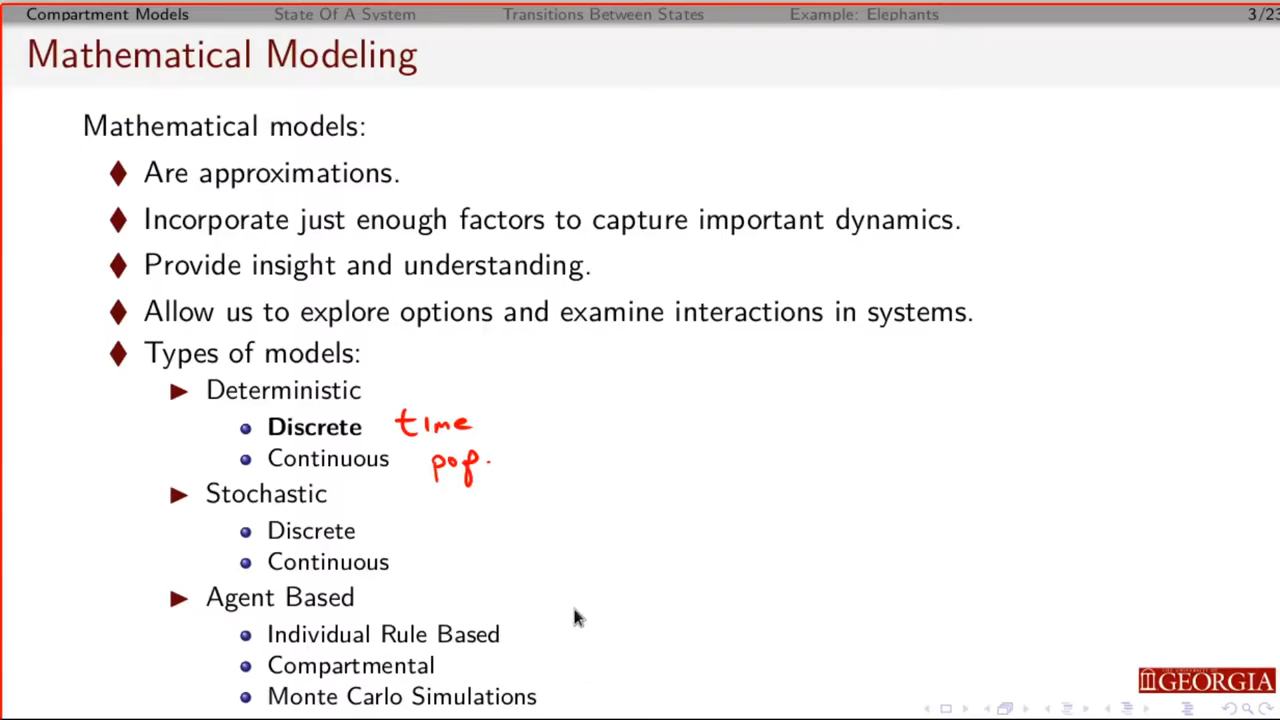 Compartment Models State Of A System Transitions Between States Example: Elephants 3/23
Mathematical Modeling
Mathematical models:
Are approximations.
Incorporate just enough factors to capture important dynamics.
Provide insight and understanding.
Allow us to explore options and examine interactions in systems.
Types of models:
Deterministic
Discrete time
Continuous pop.
Stochastic
Discrete
Continuous
Agent Based
Individual Rule Based
Compartmental
Monte Carlo Simulations
GEORGIA